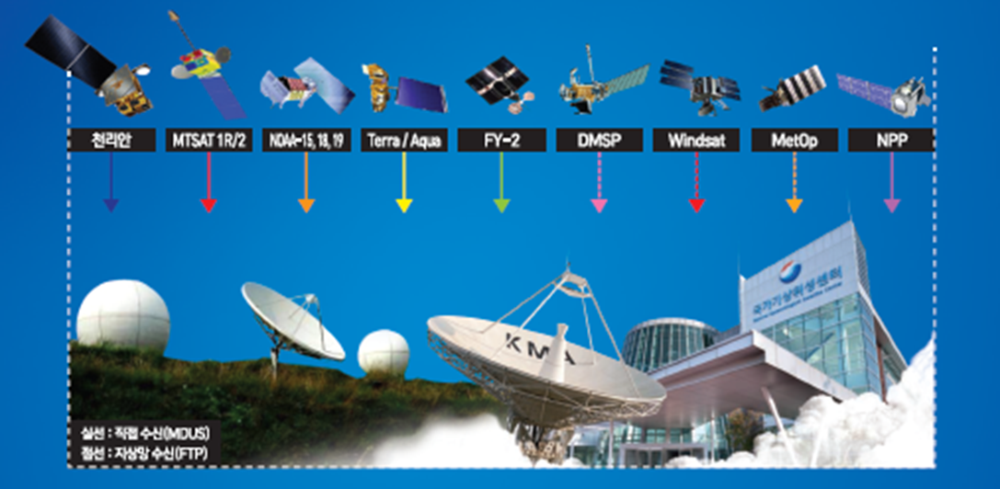 천리안
MTSAT 1R/2
NOAA-15, 18, 19
Terra / Aqua
FY-2
DMSP
Windsat
MetOp
NPP
국가기상위성센터
KMA
실선 : 직접 수신(MDUS)
점선 : 지상망 수신(FTP)